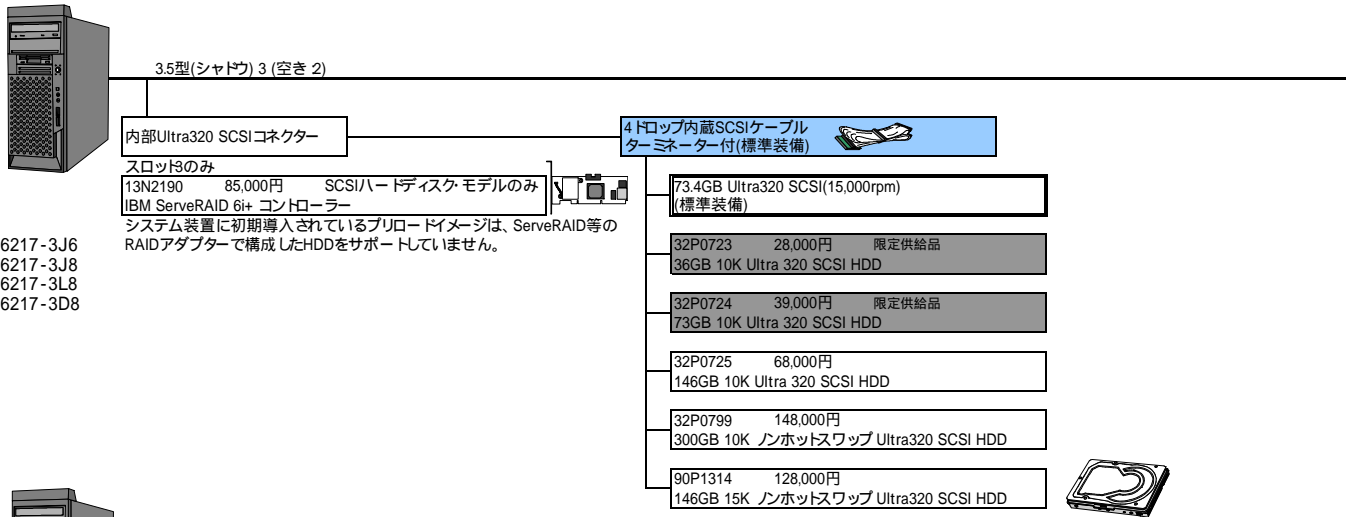 3.5型(シャドウ) 3 (空き 2)
内部Ultra320 SCSIコネクター
4ドロップ内蔵SCSIケーブル
ターミネーター付(標準装備)
スロット3のみ
13N2190 85,000円 SCSIハードディスク・モデルのみ
IBM ServeRAID 6i+ コントローラー
システム装置に初期導入されているプリロードイメージは、ServeRAID等の
RAIDアダプターで構成したHDDをサポートしていません。
6217-3J6
6217-3J8
6217-3L8
6217-3D8
73.4GB Ultra320 SCSI(15,000rpm)
(標準装備)
32P0723 28,000円 限定供給品
36GB 10K Ultra 320 SCSI HDD
32P0724 39,000円 限定供給品
73GB 10K Ultra 320 SCSI HDD
32P0725 68,000円
146GB 10K Ultra 320 SCSI HDD
32P0799 148,000円
300GB 10K ノンホットスワップ Ultra320 SCSI HDD
90P1314 128,000円
146GB 15K ノンホットスワップ Ultra320 SCSI HDD